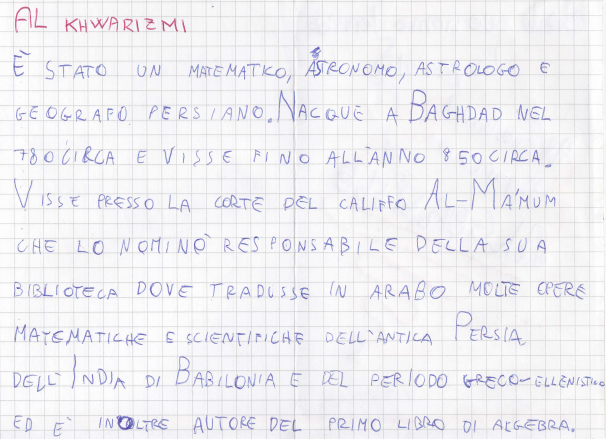 AL KHWARIZMI
È STATO UN MATEMATICO, ASTRONOMO, ASTROLOGO E
GEOGRAFO PERSIANO. NACQUE A BAGHDAD NEL
780 CIRCA E VISSE FINO ALL'ANNO 850 CIRCA.
VISSE PRESSO LA CORTE DEL CALIFFO AL-MA'MUM
CHE LO NOMINÒ RESPONSABILE DELLA SUA
BIBLIOTECA DOVE TRADUSSE IN ARABO MOLTE OPERE
MATEMATICHE E SCIENTIFICHE DELL'ANTICA PERSIA,
DELL'INDIA DI BABILONIA E DEL PERÍODO GRECO-ELLENISTICO
ED E' INOLTRE AUTORE DEL PRIMO LIBRO DI ALGEBRA.